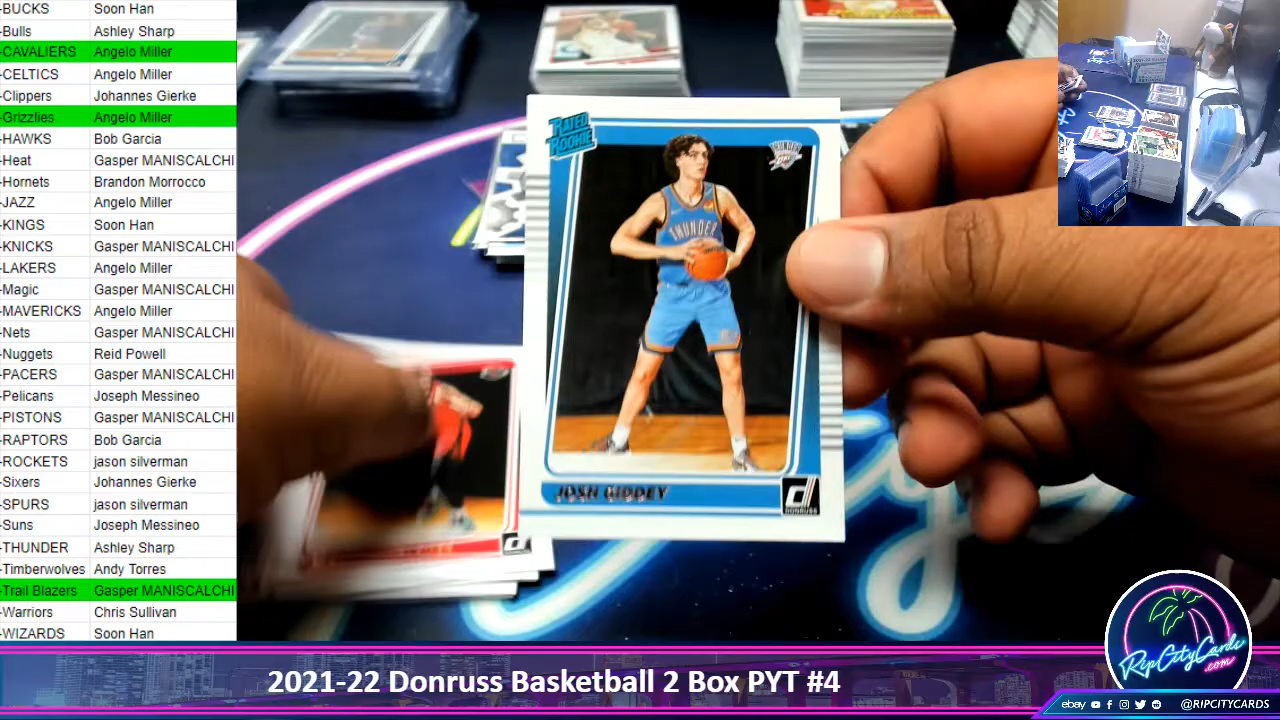 -BUCKS Soon Han
-Bulls Ashley Sharp
-CAVALIERS Angelo Miller
-CELTICS Angelo Miller
-Clippers Johannes Gierke
-Grizzlies Angelo Miller
-HAWKS Bob Garcia
-Heat Gasper MANISCALCHI
-Hornets Brandon Morrocco
-JAZZ Angelo Miller
-KINGS Soon Han
-KNICKS Gasper MANISCALCHI
-LAKERS Angelo Miller
-Magic Gasper MANISCALCHI
-MAVERICKS Angelo Miller
-Nets Gasper MANISCALCHI
-Nuggets Reid Powell
-PACERS Gasper MANISCALCHI
-Pelicans Joseph Messineo
-PISTONS Gasper MANISCALCHI
-RAPTORS Bob Garcia
-ROCKETS jason silverman
-Sixers Johannes Gierke
-SPURS jason silverman
-Suns Joseph Messineo
-THUNDER Ashley Sharp
-Timberwolves Andy Torres
-Trail Blazers Gasper MANISCALCHI
-Warriors Chris Sullivan
-WIZARDS Soon Han
RATED
ROOKIE
THUNDER
THUNDER
JOSH GIDDEY
DONRUSS
RipCityCards
.com
2021-22 Donruss Basketball 2 Box PYT #4
ebay @RIPCITYCARDS